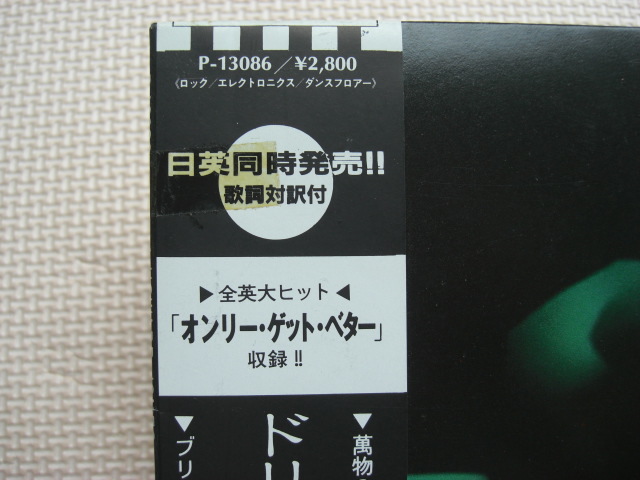 P-13086／¥2,800
《ロック／エレクトロニクス／ダンスフロアー》
日英同時発売!!
歌詞対訳付
▶全英大ヒット◀
「オンリー・ゲット・ベター」
収録!!
▼萬物
ドリ
▼ブリ